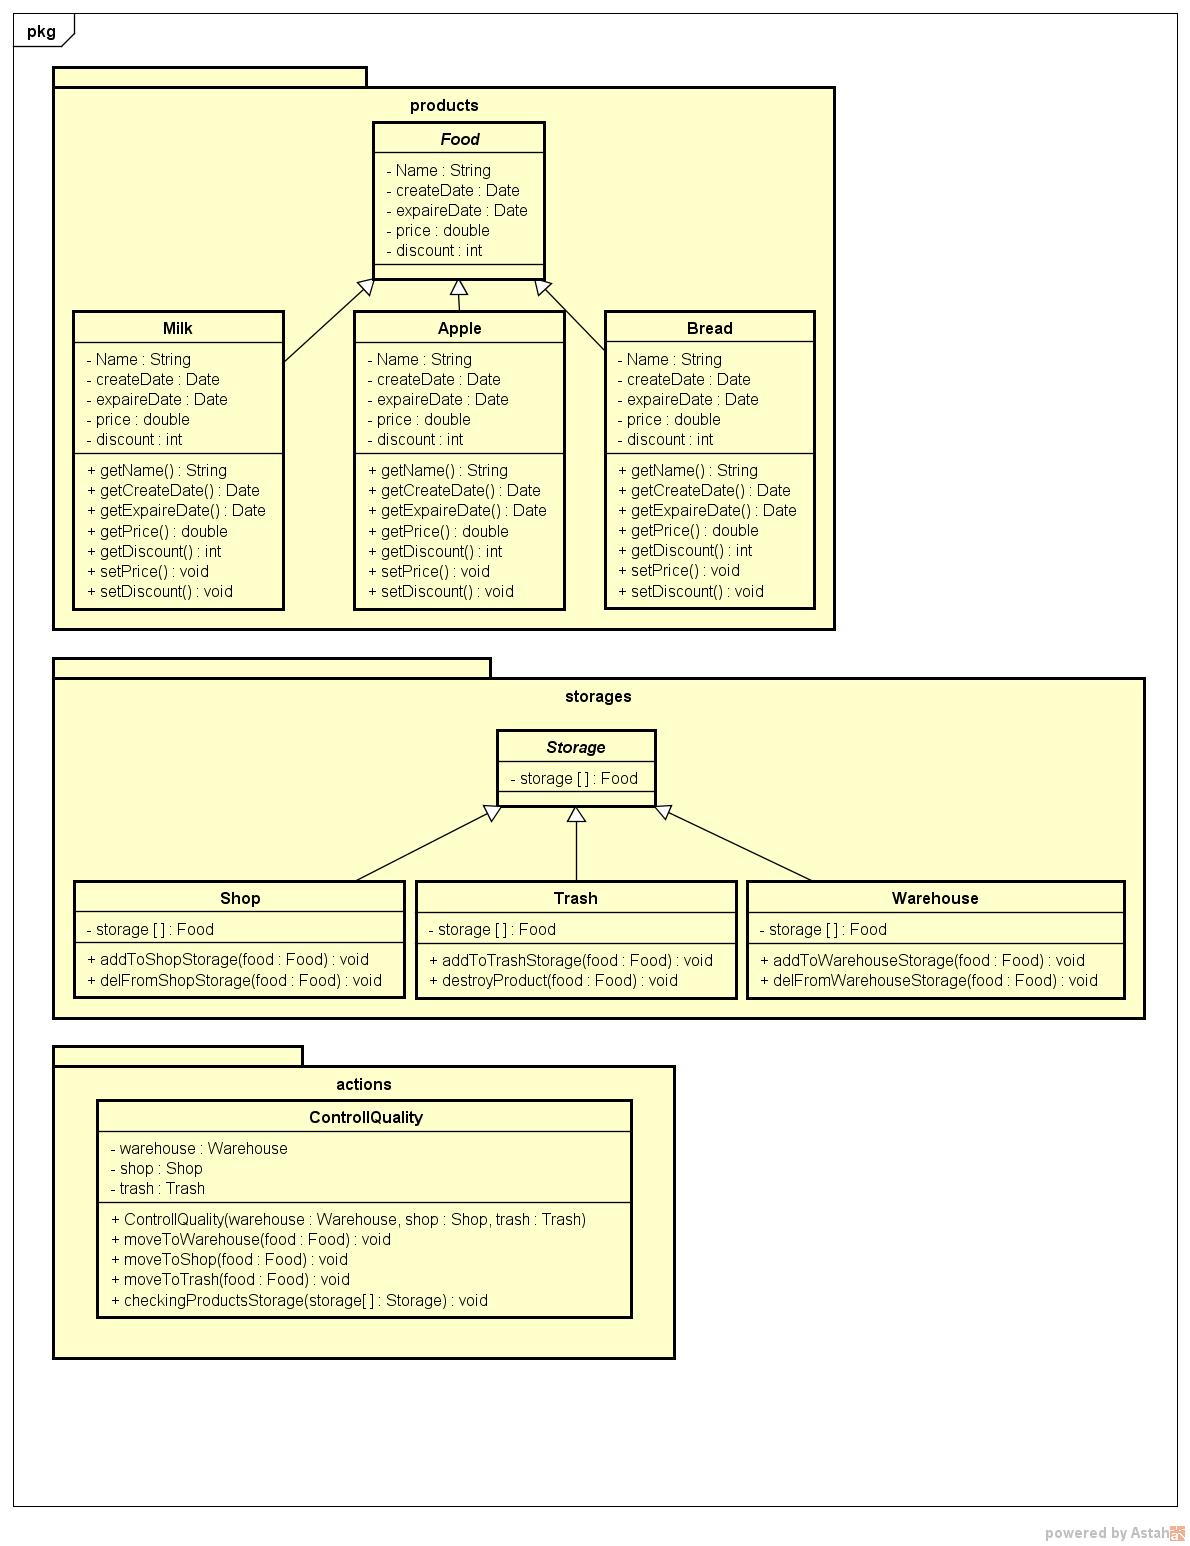 pkg
products
Food
- Name : String
- createDate : Date
- expaireDate : Date
- price : double
- discount : int
Milk
- Name : String
- createDate : Date
- expaireDate : Date
- price : double
- discount : int
+ getName() : String
+ getCreateDate() : Date
+ getExpaireDate() : Date
+ getPrice() : double
+ getDiscount() : int
+ setPrice() : void
+ setDiscount() : void
Apple
- Name : String
- createDate : Date
- expaireDate : Date
- price : double
- discount : int
+ getName() : String
+ getCreateDate() : Date
+ getExpaireDate() : Date
+ getPrice() : double
+ getDiscount() : int
+ setPrice() : void
+ setDiscount() : void
Bread
- Name : String
- createDate : Date
- expaireDate : Date
- price : double
- discount : int
+ getName() : String
+ getCreateDate() : Date
+ getExpaireDate() : Date
+ getPrice() : double
+ getDiscount() : int
+ setPrice() : void
+ setDiscount() : void
storages
Storage
- storage [ ] : Food
Shop
- storage [ ] : Food
+ addToShopStorage(food : Food) : void
+ delFromShopStorage(food : Food) : void
Trash
- storage [ ] : Food
+ addToTrashStorage(food : Food) : void
+ destroyProduct(food : Food) : void
Warehouse
- storage [ ] : Food
+ addToWarehouseStorage(food : Food) : void
+ delFromWarehouseStorage(food : Food) : void
actions
ControllQuality
- warehouse : Warehouse
- shop : Shop
- trash : Trash
+ ControllQuality(warehouse : Warehouse, shop : Shop, trash : Trash)
+ moveToWarehouse(food : Food) : void
+ moveToShop(food : Food) : void
+ moveToTrash(food : Food) : void
+ checkingProductsStorage(storage[ ] : Storage) : void
powered by Astah